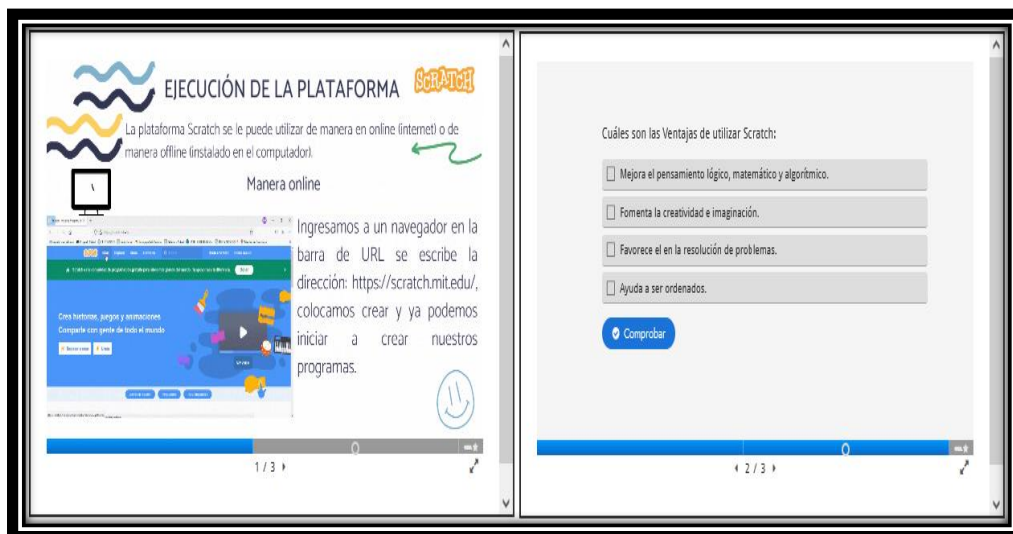 EJECUCIÓN DE LA PLATAFORMA
SCRATCH
La plataforma Scratch se le puede utilizar de manera en online (internet) o de
manera offline (instalado en el computador).
Manera online
Ingresamos a un navegador en la
barra de URL se escribe la
dirección: https://scratch.mit.edu/,
colocamos crear y ya podemos
iniciar a crear nuestros
programas.
Crea historias, juegos y animaciones
Comparte con gente de todo el mundo
1 / 3
Cuáles son las Ventajas de utilizar Scratch:
Mejora el pensamiento lógico, matemático y algorítmico.
Fomenta la creatividad e imaginación.
Favorece el en la resolución de problemas.
Ayuda a ser ordenados.
Comprobar
2 / 3